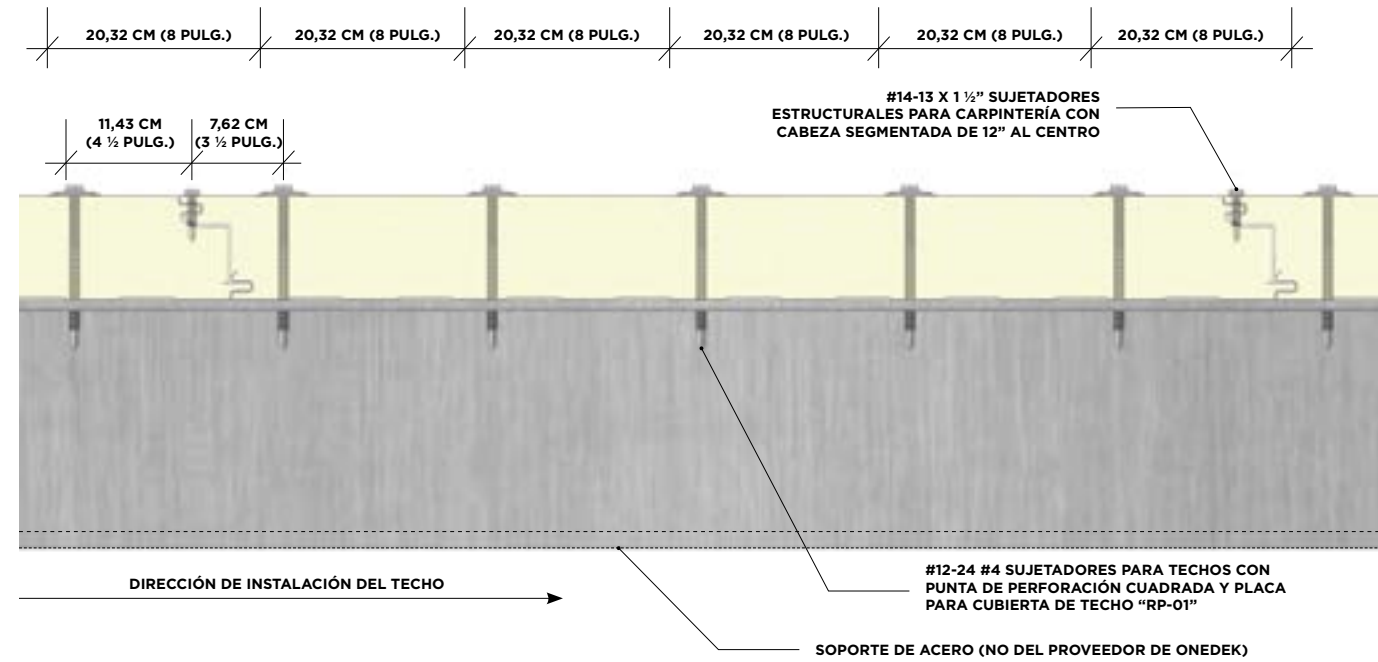 20,32 CM (8 PULG.) 20,32 CM (8 PULG.) 20,32 CM (8 PULG.) 20,32 CM (8 PULG.) 20,32 CM (8 PULG.) 20,32 CM (8 PULG.)
#14-13 X 1 ½” SUJETADORES
ESTRUCTURALES PARA CARPINTERÍA CON
CABEZA SEGMENTADA DE 12” AL CENTRO
11,43 CM
(4 ½ PULG.)
7,62 CM
(3 ½ PULG.)
DIRECCIÓN DE INSTALACIÓN DEL TECHO
#12-24 #4 SUJETADORES PARA TECHOS CON
PUNTA DE PERFORACIÓN CUADRADA Y PLACA
PARA CUBIERTA DE TECHO “RP-01”
SOPORTE DE ACERO (NO DEL PROVEEDOR DE ONEDEK)